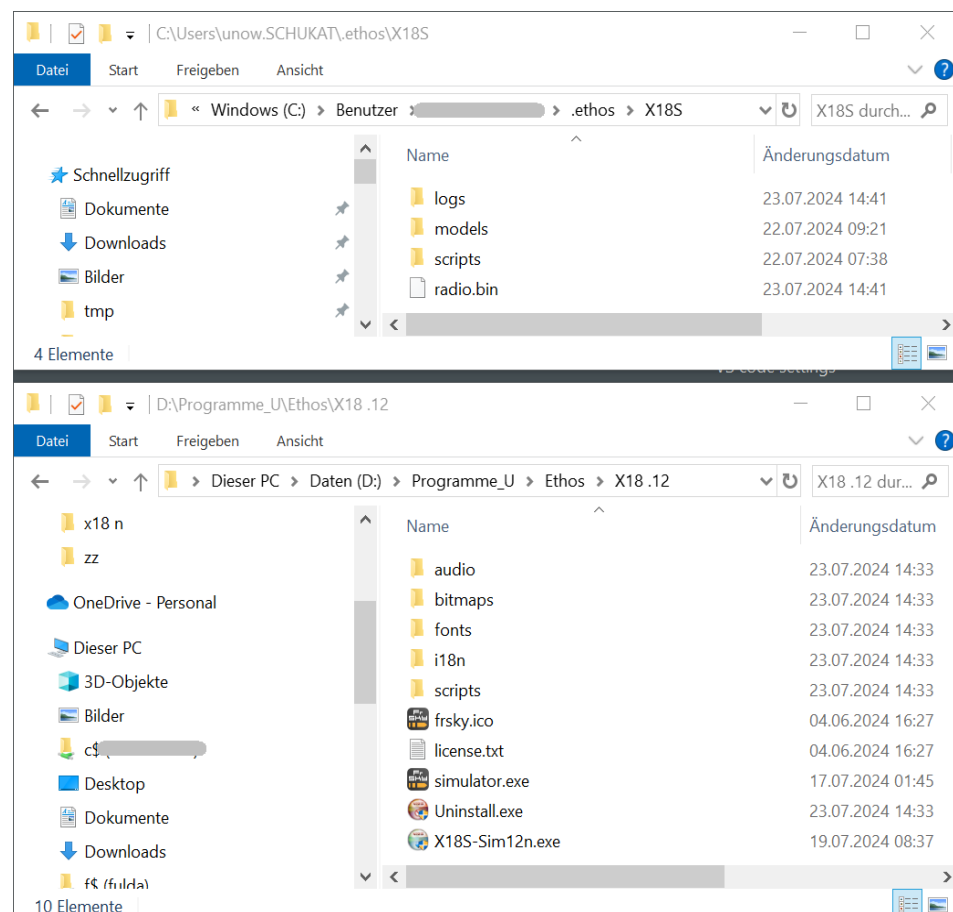 C:\Users\unow.SCHUKAT\.ethos\X18S
Datei Start Freigeben Ansicht
« Windows (C:) > Benutzer > > .ethos > X18S X18S durch...
Name Änderungsdatum
Schnellzugriff
Dokumente
Downloads
Bilder
tmp
logs 23.07.2024 14:41
models 22.07.2024 09:21
scripts 22.07.2024 07:38
radio.bin 23.07.2024 14:41
4 Elemente
VS code settings
D:\Programme_U\Ethos\X18 .12
Datei Start Freigeben Ansicht
> Dieser PC > Daten (D:) > Programme_U > Ethos > X18 .12 X18 .12 dur...
Name Änderungsdatum
x18 n
zz
OneDrive - Personal
Dieser PC
3D-Objekte
Bilder
c$ (
Desktop
Dokumente
Downloads
f$ (fulda)
audio 23.07.2024 14:33
bitmaps 23.07.2024 14:33
fonts 23.07.2024 14:33
i18n 23.07.2024 14:33
scripts 23.07.2024 14:33
frsky.ico 04.06.2024 16:27
license.txt 04.06.2024 16:27
simulator.exe 17.07.2024 01:45
Uninstall.exe 23.07.2024 14:33
X18S-Sim12n.exe 19.07.2024 08:37
10 Elemente